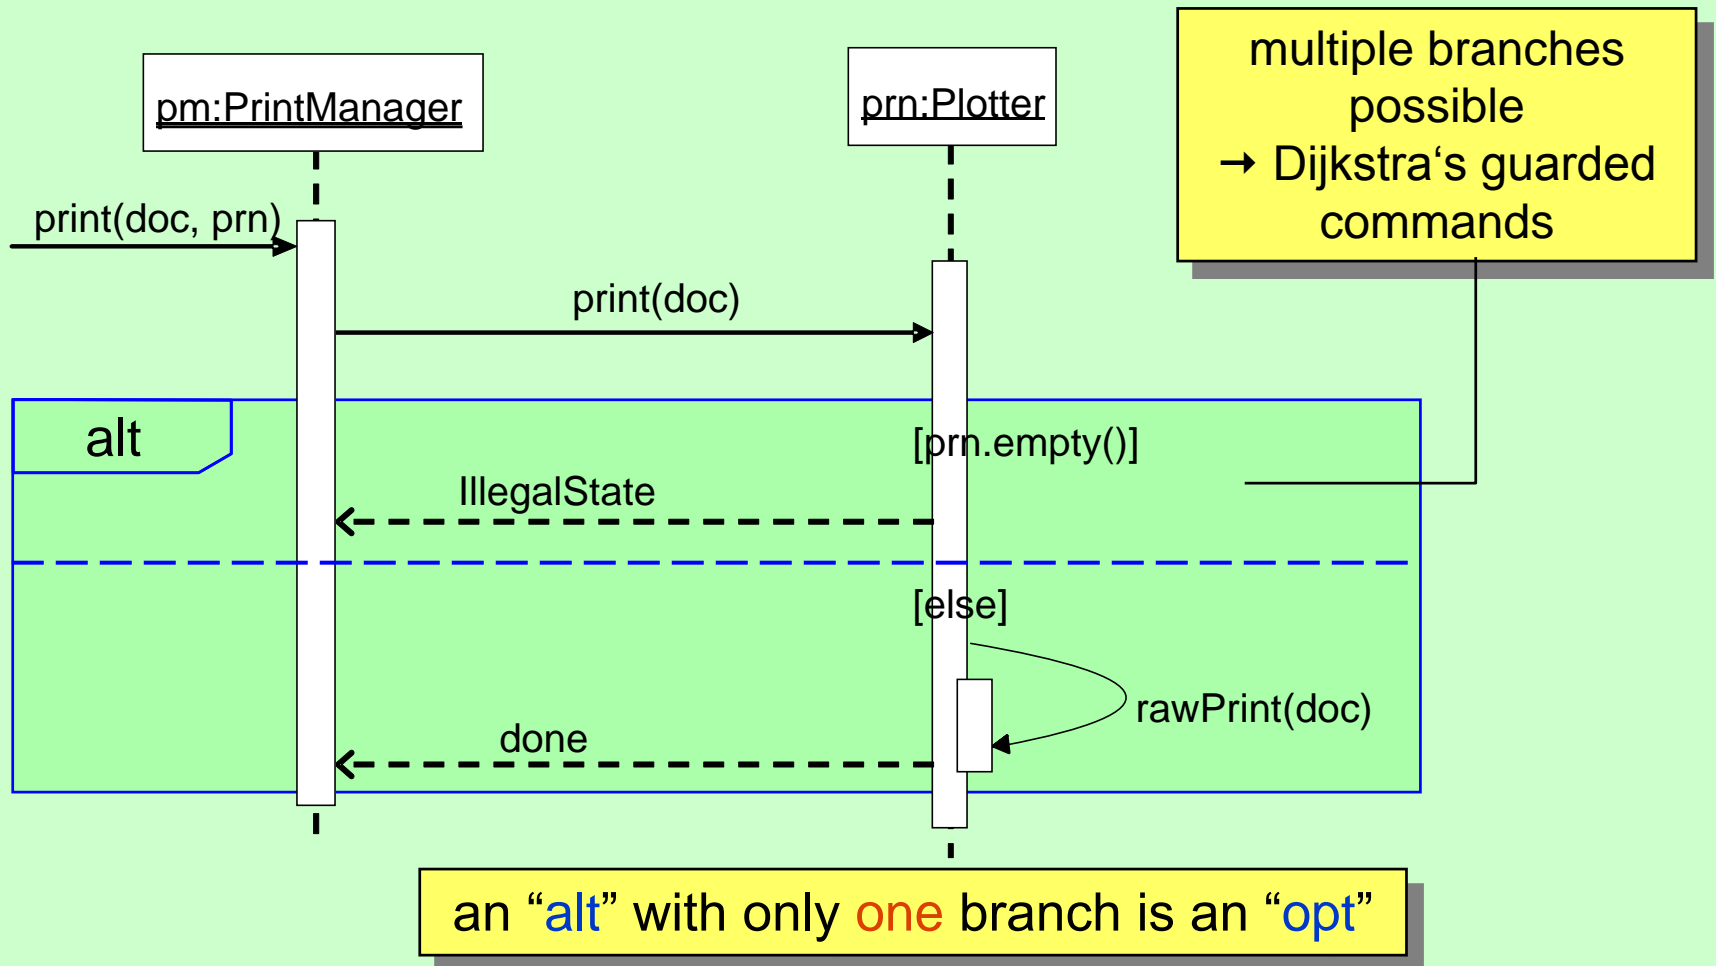 pm:PrintManager
prn:Plotter
multiple branches
possible
→ Dijkstra‘s guarded
commands
print(doc, prn)
print(doc)
alt
[prn.empty()]
IllegalState
[else]
rawPrint(doc)
done
an “alt” with only one branch is an “opt”